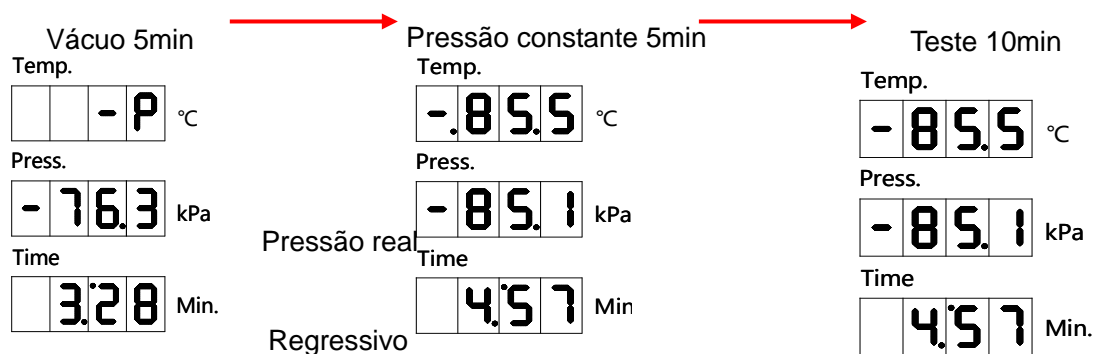 Vácuo 5min
Temp.
-P °C
Press.
-76.3 kPa
Time
3.28 Min.
Pressão real
Regressivo
Pressão constante 5min
Temp.
-.85.5 °C
Press.
-85.1 kPa
Time
4.57 Min
Teste 10min
Temp.
-85.5 °C
Press.
-85.1 kPa
Time
4.57 Min.